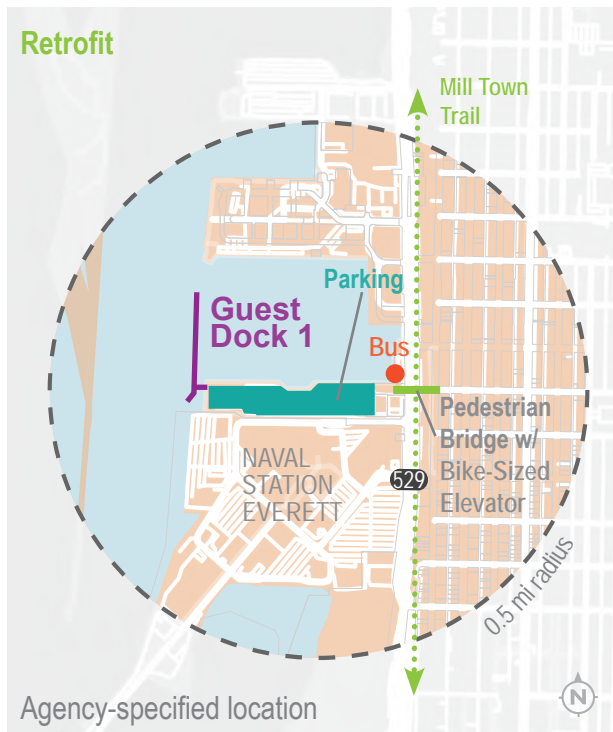 Retrofit
Mill Town
Trail
Parking
Guest
Dock 1
Bus
Pedestrian
Bridge w/
Bike-Sized
Elevator
NAVAL
STATION
EVERETT
529
0.5 mi radius
Agency-specified location
N